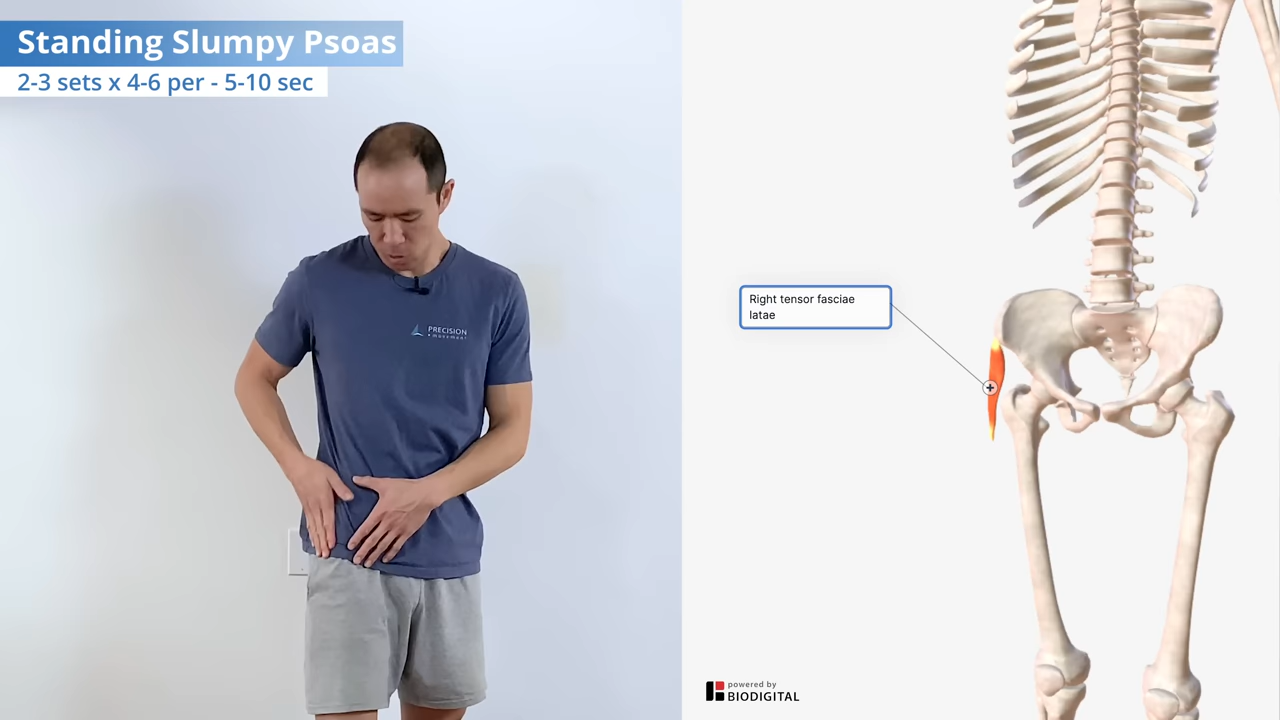 Standing Slumpy Psoas
2-3 sets x 4-6 per - 5-10 sec
PRECISION
movement
Right tensor fasciae
latae
powered by
BIODIGITAL